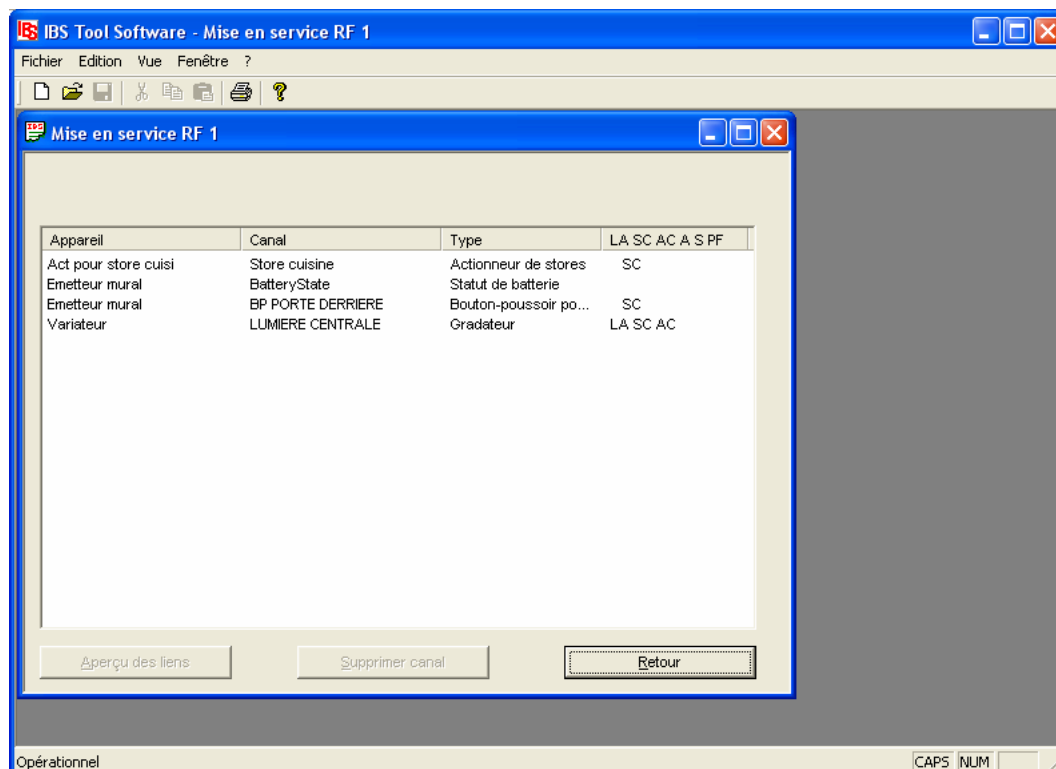 IBS Tool Software - Mise en service RF 1
Fichier Edition Vue Fenêtre ?
Mise en service RF 1
Appareil Canal Type LA SC AC A S PF
Act pour store cuisi Store cuisine Actionneur de stores SC
Emetteur mural BatteryState Statut de batterie
Emetteur mural BP PORTE DERRIERE Bouton-poussoir po... SC
Variateur LUMIERE CENTRALE Gradateur LA SC AC
Aperçu des liens Supprimer canal Retour
Opérationnel CAPS NUM